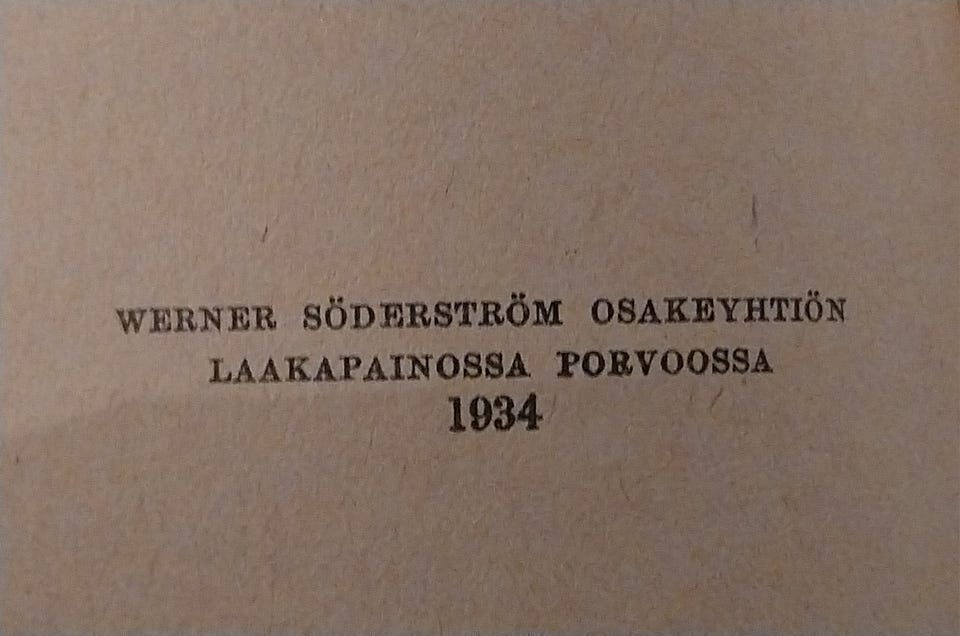 WERNER SÖDERSTRÖM OSAKEYHTIÖN
LAAKAPAINOSSA PORVOOSSA
1934